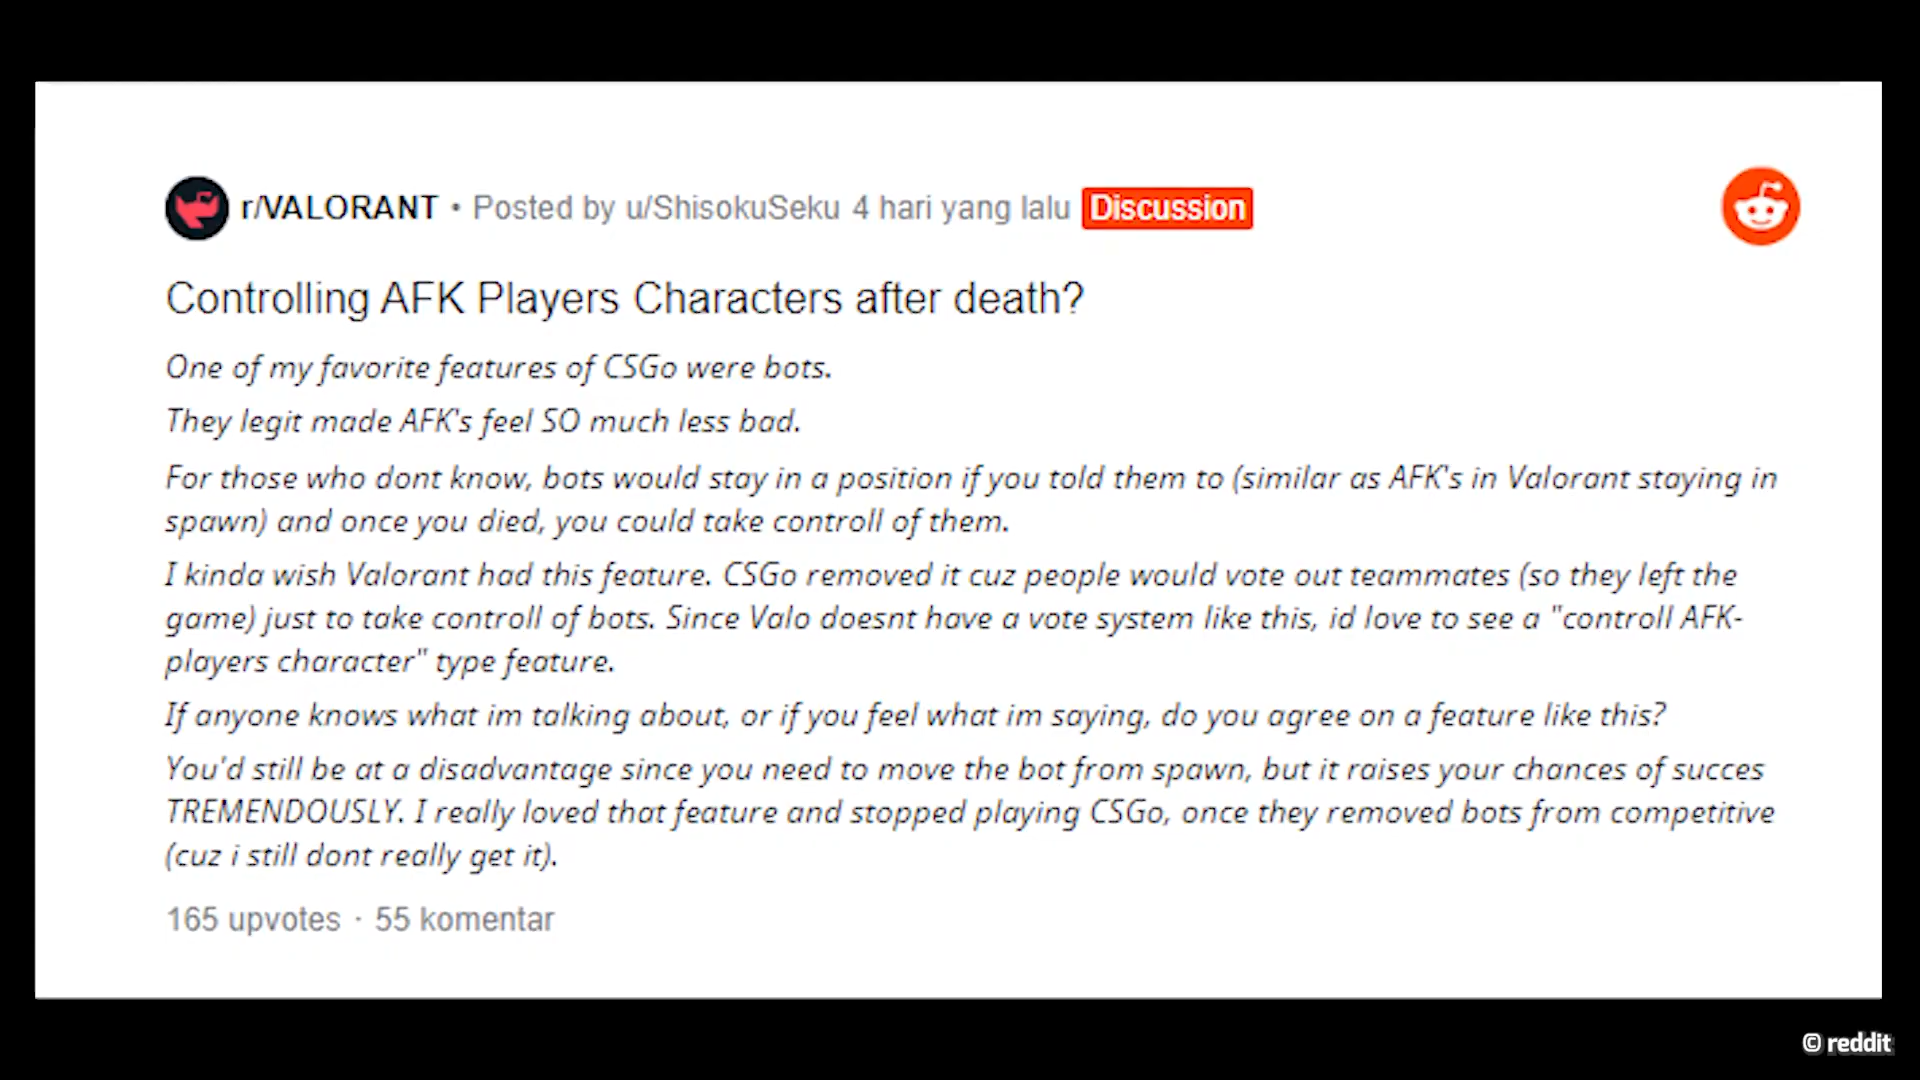 r/VALORANT • Posted by u/ShisokuSeku 4 hari yang lalu Discussion
Controlling AFK Players Characters after death?
One of my favorite features of CSGo were bots.
They legit made AFK's feel SO much less bad.
For those who dont know, bots would stay in a position if you told them to (similar as AFK's in Valorant staying in
spawn) and once you died, you could take controll of them.
I kinda wish Valorant had this feature. CSGo removed it cuz people would vote out teammates (so they left the
game) just to take controll of bots. Since Valo doesnt have a vote system like this, id love to see a "controll AFK-
players character" type feature.
If anyone knows what im talking about, or if you feel what im saying, do you agree on a feature like this?
You'd still be at a disadvantage since you need to move the bot from spawn, but it raises your chances of succes
TREMENDOUSLY. I really loved that feature and stopped playing CSGo, once they removed bots from competitive
(cuz i still dont really get it).
165 upvotes · 55 komentar
© reddit